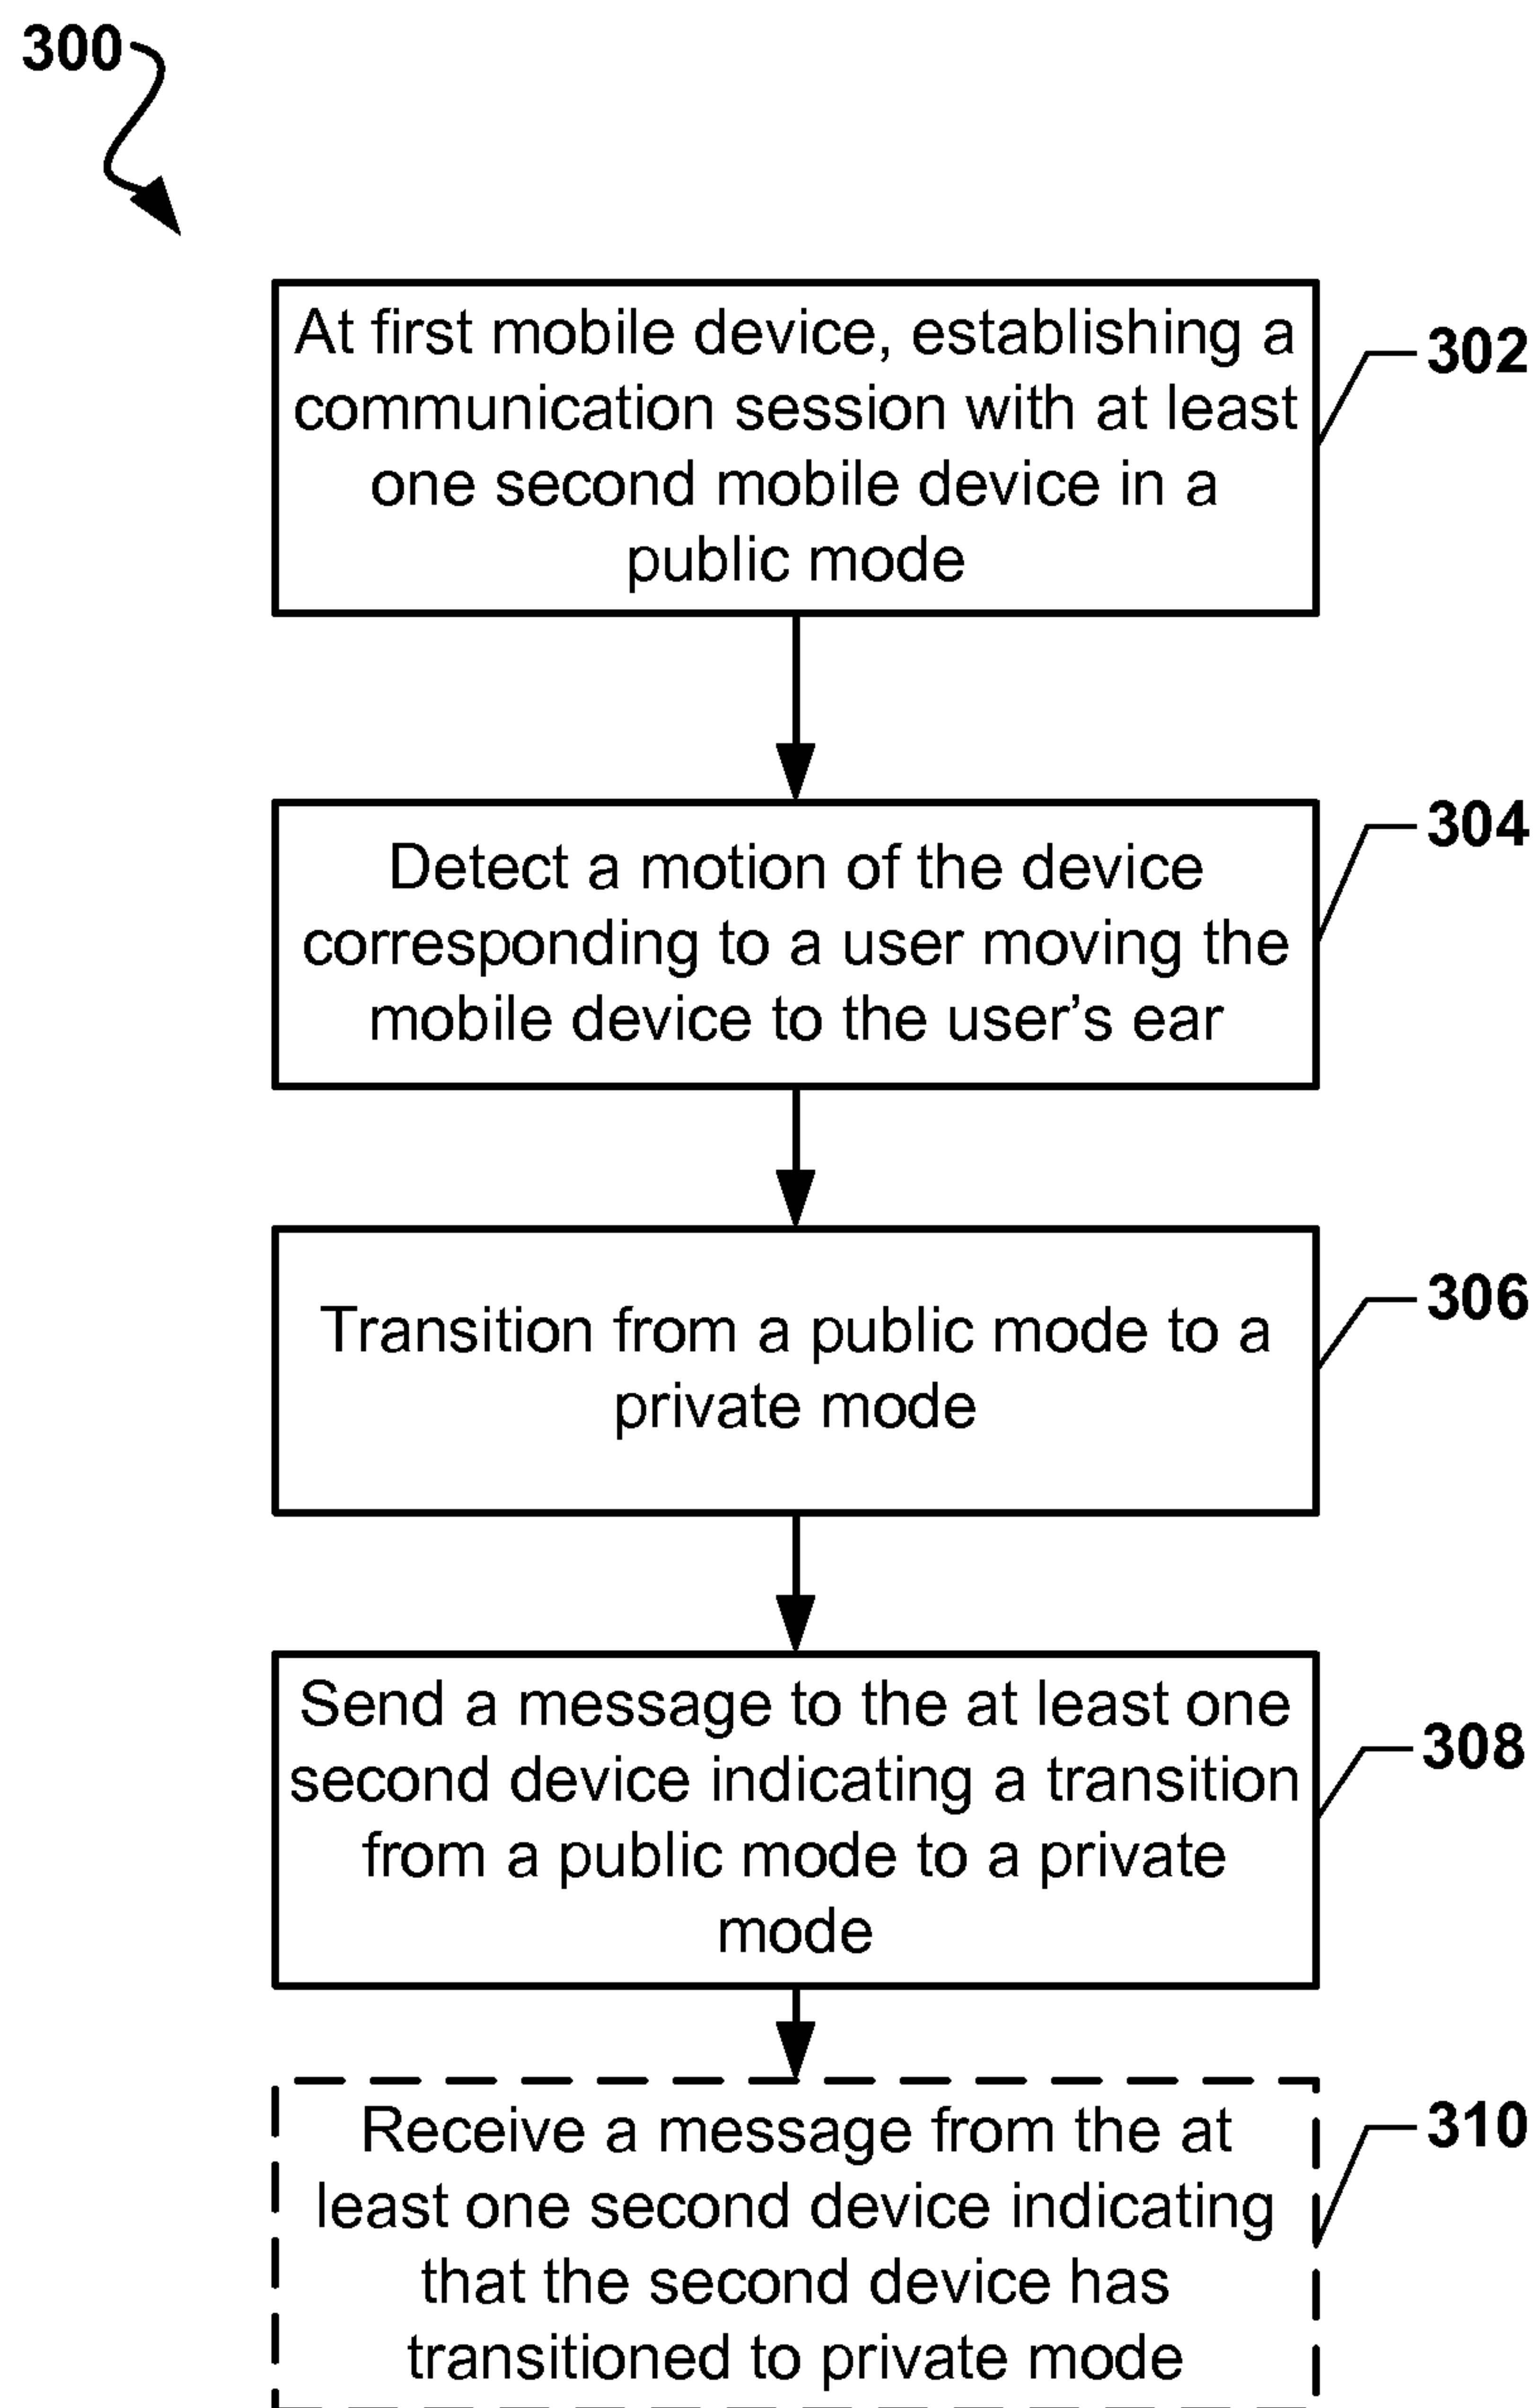 300
At first mobile device, establishing a
communication session with at least
one second mobile device in a
public mode
302
Detect a motion of the device
corresponding to a user moving the
mobile device to the user’s ear
304
Transition from a public mode to a
private mode
306
Send a message to the at least one
second device indicating a transition
from a public mode to a private
mode
308
Receive a message from the at
least one second device indicating
that the second device has
transitioned to private mode
310